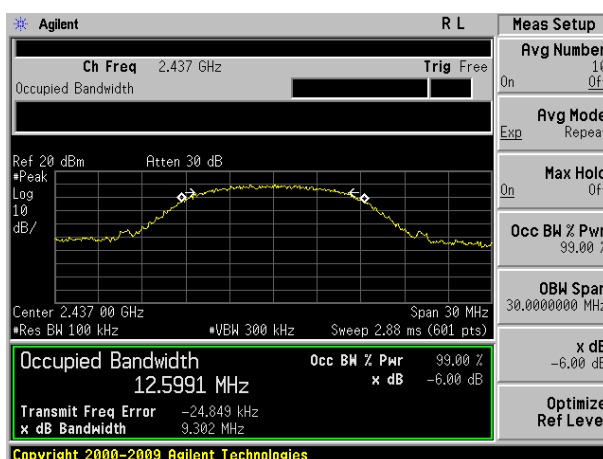 Agilent R L Meas Setup
Ch Freq 2.437 GHz Trig Free
Occupied Bandwidth
Avg Number
10
On Of
Avg Mode
Exp Repea
Max Hold
On Of
Occ BW % Pwr
99.00 %
OBW Span
30.0000000 MHz
x dB
-6.00 dB
Optimize
Ref Leve
Ref 20 dBm Atten 30 dB
#Peak
Log
10
dB/
Center 2.437 00 GHz Span 30 MHz
#Res BW 100 kHz #VBW 300 kHz Sweep 2.88 ms (601 pts)
Occupied Bandwidth Occ BW % Pwr 99.00 %
12.5991 MHz x dB -6.00 dB
Transmit Freq Error -24.849 kHz
x dB Bandwidth 9.302 MHz
Copyright 2000-2009 Agilent Technologies